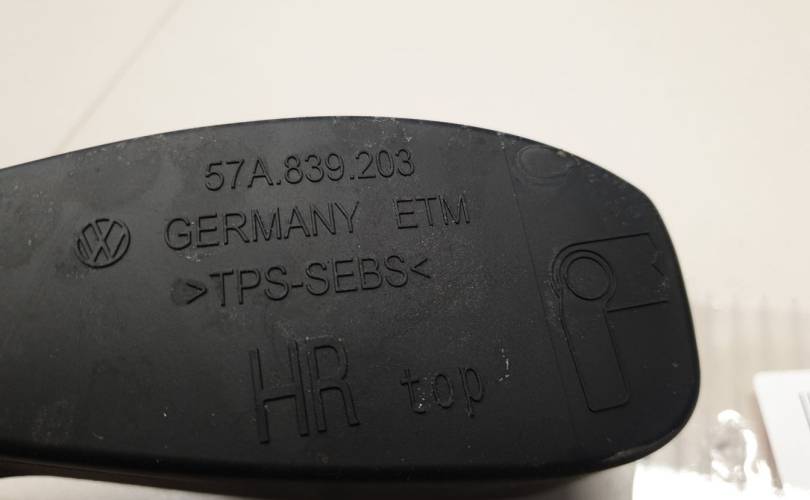 57A.839.203
GERMANY ETM
>TPS-SEBS<
HR top